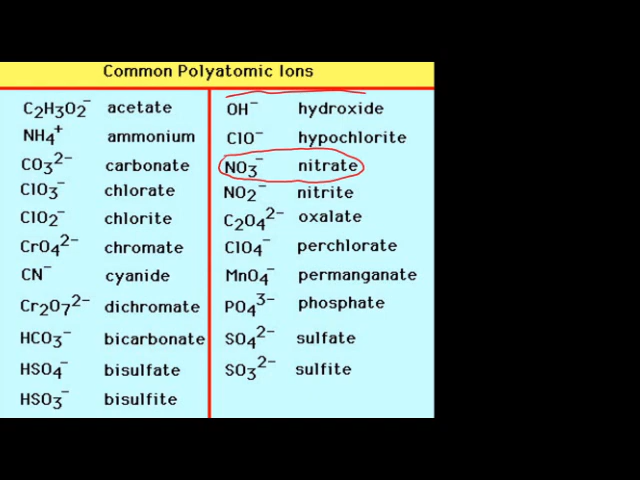 Common Polyatomic Ions
C₂H₃O₂⁻ acetate
NH₄⁺ ammonium
CO₃²⁻ carbonate
ClO₃⁻ chlorate
ClO₂⁻ chlorite
CrO₄²⁻ chromate
CN⁻ cyanide
Cr₂O₇²⁻ dichromate
HCO₃⁻ bicarbonate
HSO₄⁻ bisulfate
HSO₃⁻ bisulfite
OH⁻ hydroxide
ClO⁻ hypochlorite
NO₃⁻ nitrate
NO₂⁻ nitrite
C₂O₄²⁻ oxalate
ClO₄⁻ perchlorate
MnO₄⁻ permanganate
PO₄³⁻ phosphate
SO₄²⁻ sulfate
SO₃²⁻ sulfite